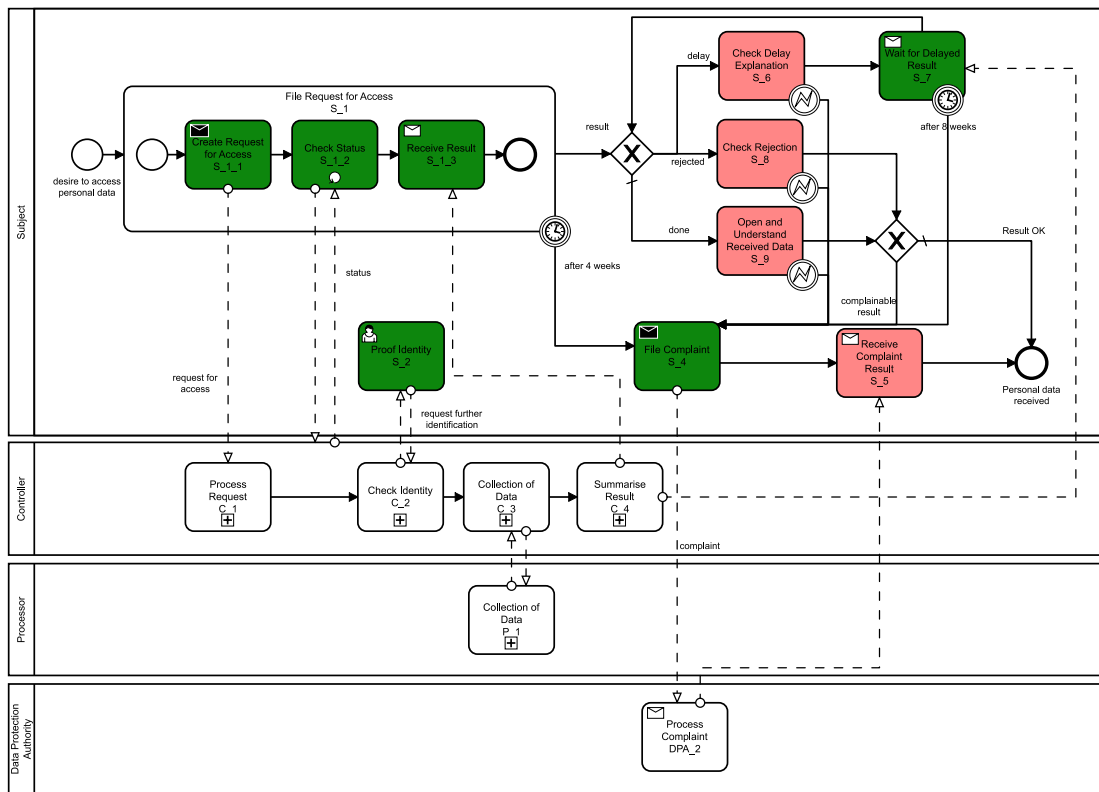 Subject
File Request for Access
S_1
desire to access
personal data
Create Request
for Access
S_1_1
Check Status
S_1_2
Receive Result
S_1_3
after 4 weeks
result
delay
rejected
done
Check Delay
Explanation
S_6
Wait for Delayed
Result
S_7
after 8 weeks
Check Rejection
S_8
Open and
Understand
Received Data
S_9
Result OK
complainable
result
status
request for
access
Proof Identity
S_2
request further
identification
File Complaint
S_4
Receive
Complaint
Result
S_5
Personal data
received
Controller
Process
Request
C_1
Check Identity
C_2
Collection of
Data
C_3
Summarise
Result
C_4
complaint
Processor
Collection of
Data
P_1
Data Protection
Authority
Process
Complaint
DPA_2